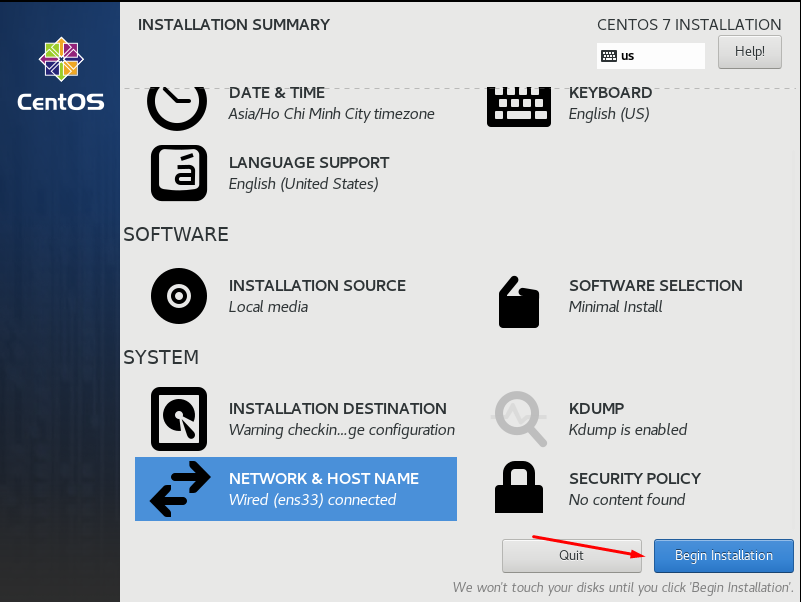 INSTALLATION SUMMARY
CENTOS 7 INSTALLATION
us
Help!
CentOS
DATE & TIME
Asia/Ho Chi Minh City timezone
KEYBOARD
English (US)
LANGUAGE SUPPORT
English (United States)
SOFTWARE
INSTALLATION SOURCE
Local media
SOFTWARE SELECTION
Minimal Install
SYSTEM
INSTALLATION DESTINATION
Warning checkin...ge configuration
KDUMP
Kdump is enabled
NETWORK & HOST NAME
Wired (ens33) connected
SECURITY POLICY
No content found
Quit
Begin Installation
We won't touch your disks until you click 'Begin Installation'.